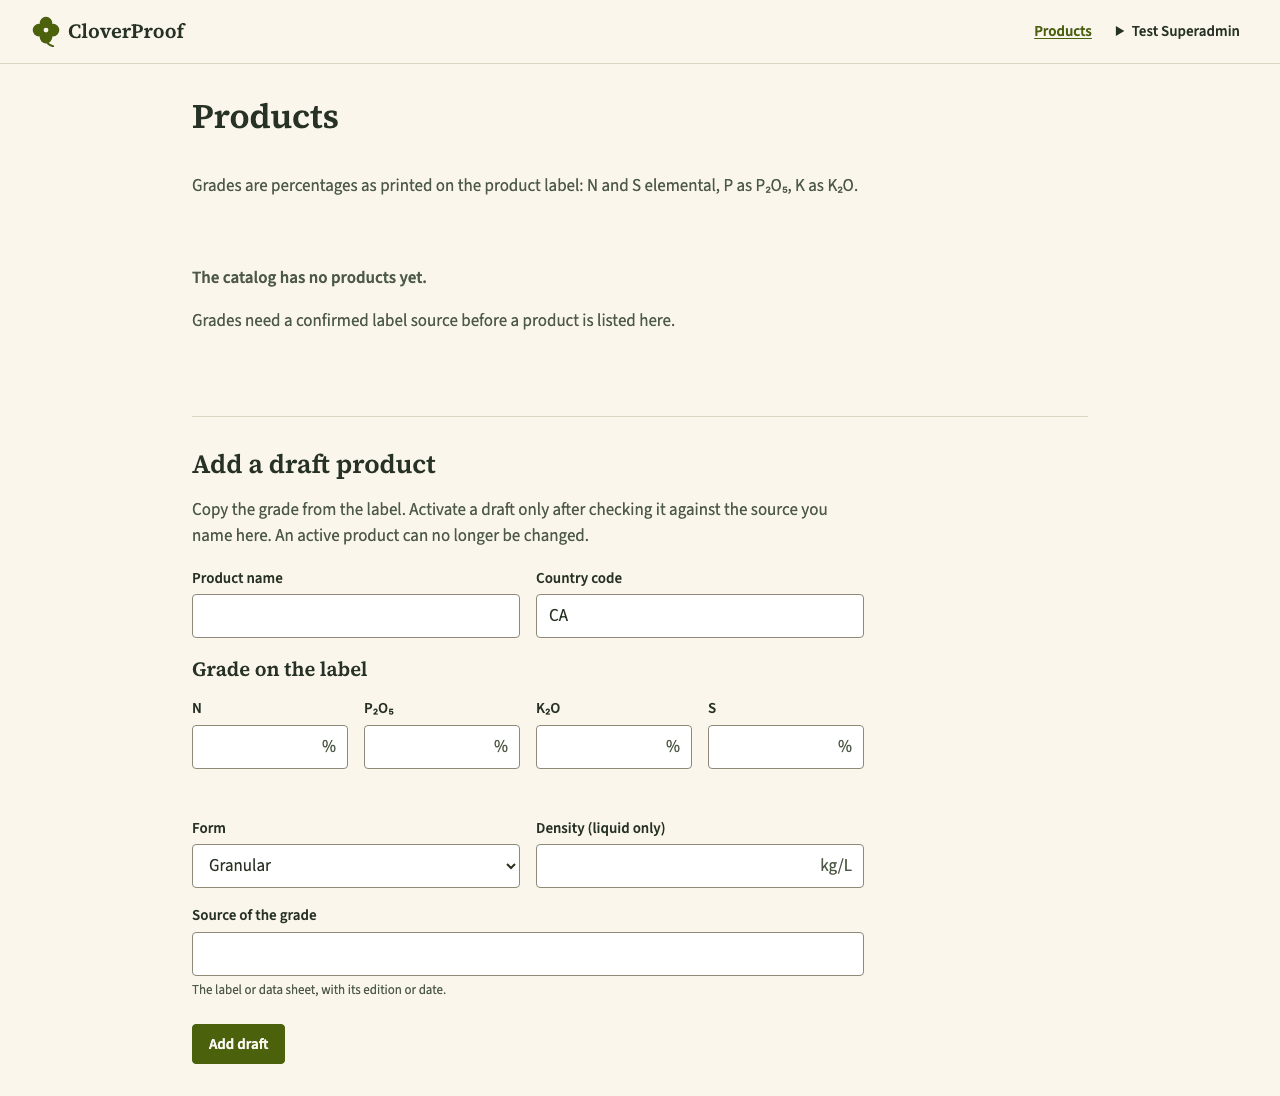 CloverProof
Products
Test Superadmin
Products
Grades are percentages as printed on the product label: N and S elemental, P as P₂O₅, K as K₂O.
The catalog has no products yet.
Grades need a confirmed label source before a product is listed here.
Add a draft product
Copy the grade from the label. Activate a draft only after checking it against the source you
name here. An active product can no longer be changed.
Product name
Country code
CA
Grade on the label
N
P₂O₅
K₂O
S
%
%
%
%
Form
Density (liquid only)
Granular
kg/L
Source of the grade
The label or data sheet, with its edition or date.
Add draft